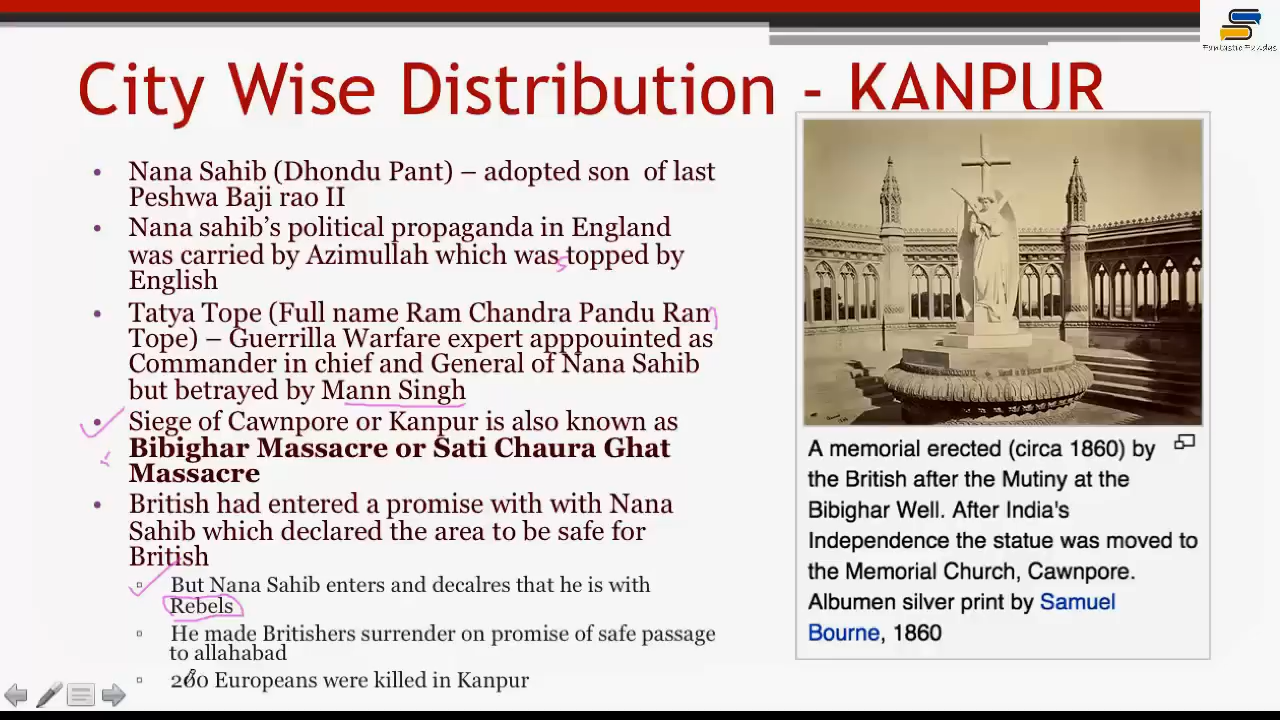 Fantastic Pandas
City Wise Distribution - KANPUR
• Nana Sahib (Dhondu Pant) – adopted son of last
Peshwa Baji rao II
• Nana sahib’s political propaganda in England
was carried by Azimullah which was topped by
English
• Tatya Tope (Full name Ram Chandra Pandu Ran
Tope) – Guerrilla Warfare expert apppouinted as
Commander in chief and General of Nana Sahib
but betrayed by Mann Singh
• Siege of Cawnpore or Kanpur is also known as
Bibighar Massacre or Sati Chaura Ghat
Massacre
• British had entered a promise with with Nana
Sahib which declared the area to be safe for
British
But Nana Sahib enters and decalres that he is with
Rebels
He made Britishers surrender on promise of safe passage
to allahabad
200 Europeans were killed in Kanpur
A memorial erected (circa 1860) by
the British after the Mutiny at the
Bibighar Well. After India's
Independence the statue was moved to
the Memorial Church, Cawnpore.
Albumen silver print by Samuel
Bourne, 1860